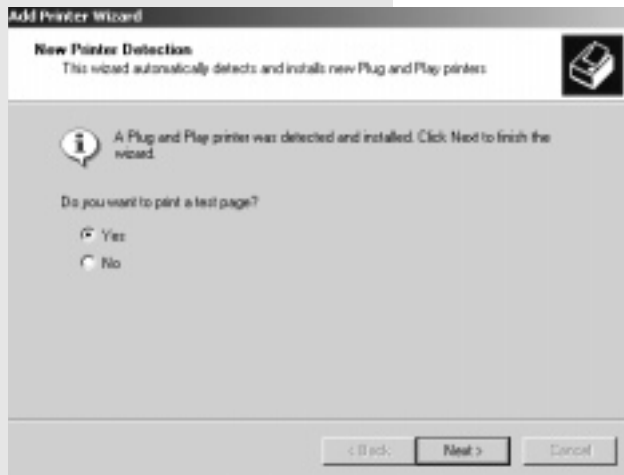 Add Printer Wizard
New Printer Detection
This wizard automatically detects and installs new Plug and Play printers
A Plug and Play printer was detected and installed. Click Next to finish the
wizard.
Do you want to print a test page?
Yes
No
< Back
Next >
Cancel